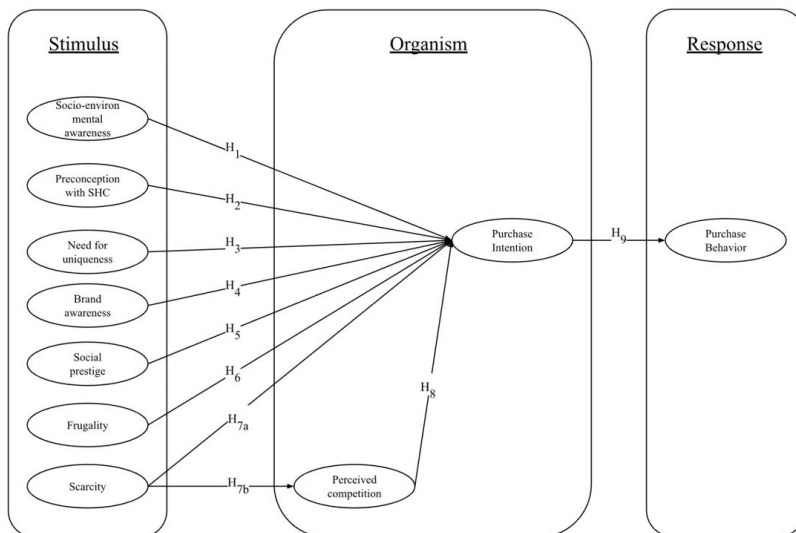 Stimulus
Organism
Response
Socio-environ
mental
awareness
H1
Preconception
with SHC
H2
Need for
uniqueness
H3
Brand
awareness
H4
Social
prestige
H5
Frugality
H6
Scarcity
H7a
H7b
Perceived
competition
H8
Purchase
Intention
H9
Purchase
Behavior